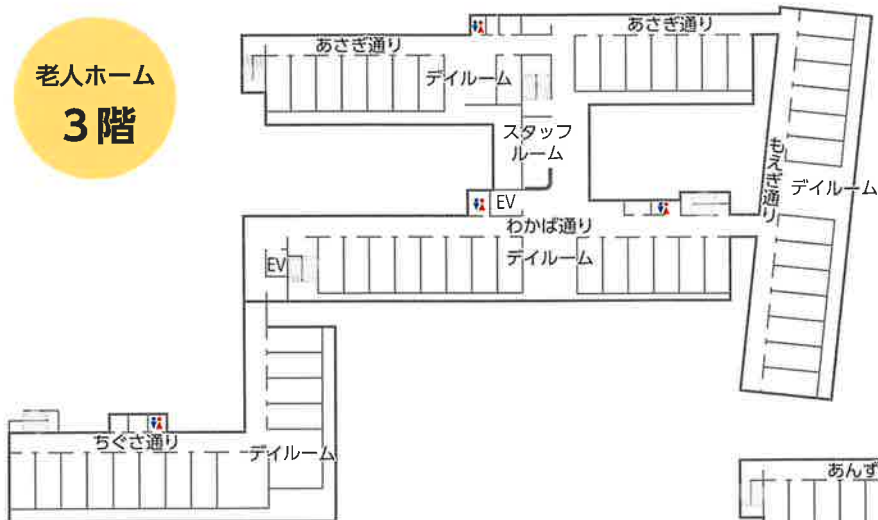 老人ホーム
3階
あさぎ通り
あさぎ通り
デイルーム
スタッフ
ルーム
もえぎ通り
デイルーム
EV
わかば通り
デイルーム
EV
ちぐさ通り
デイルーム
あんず